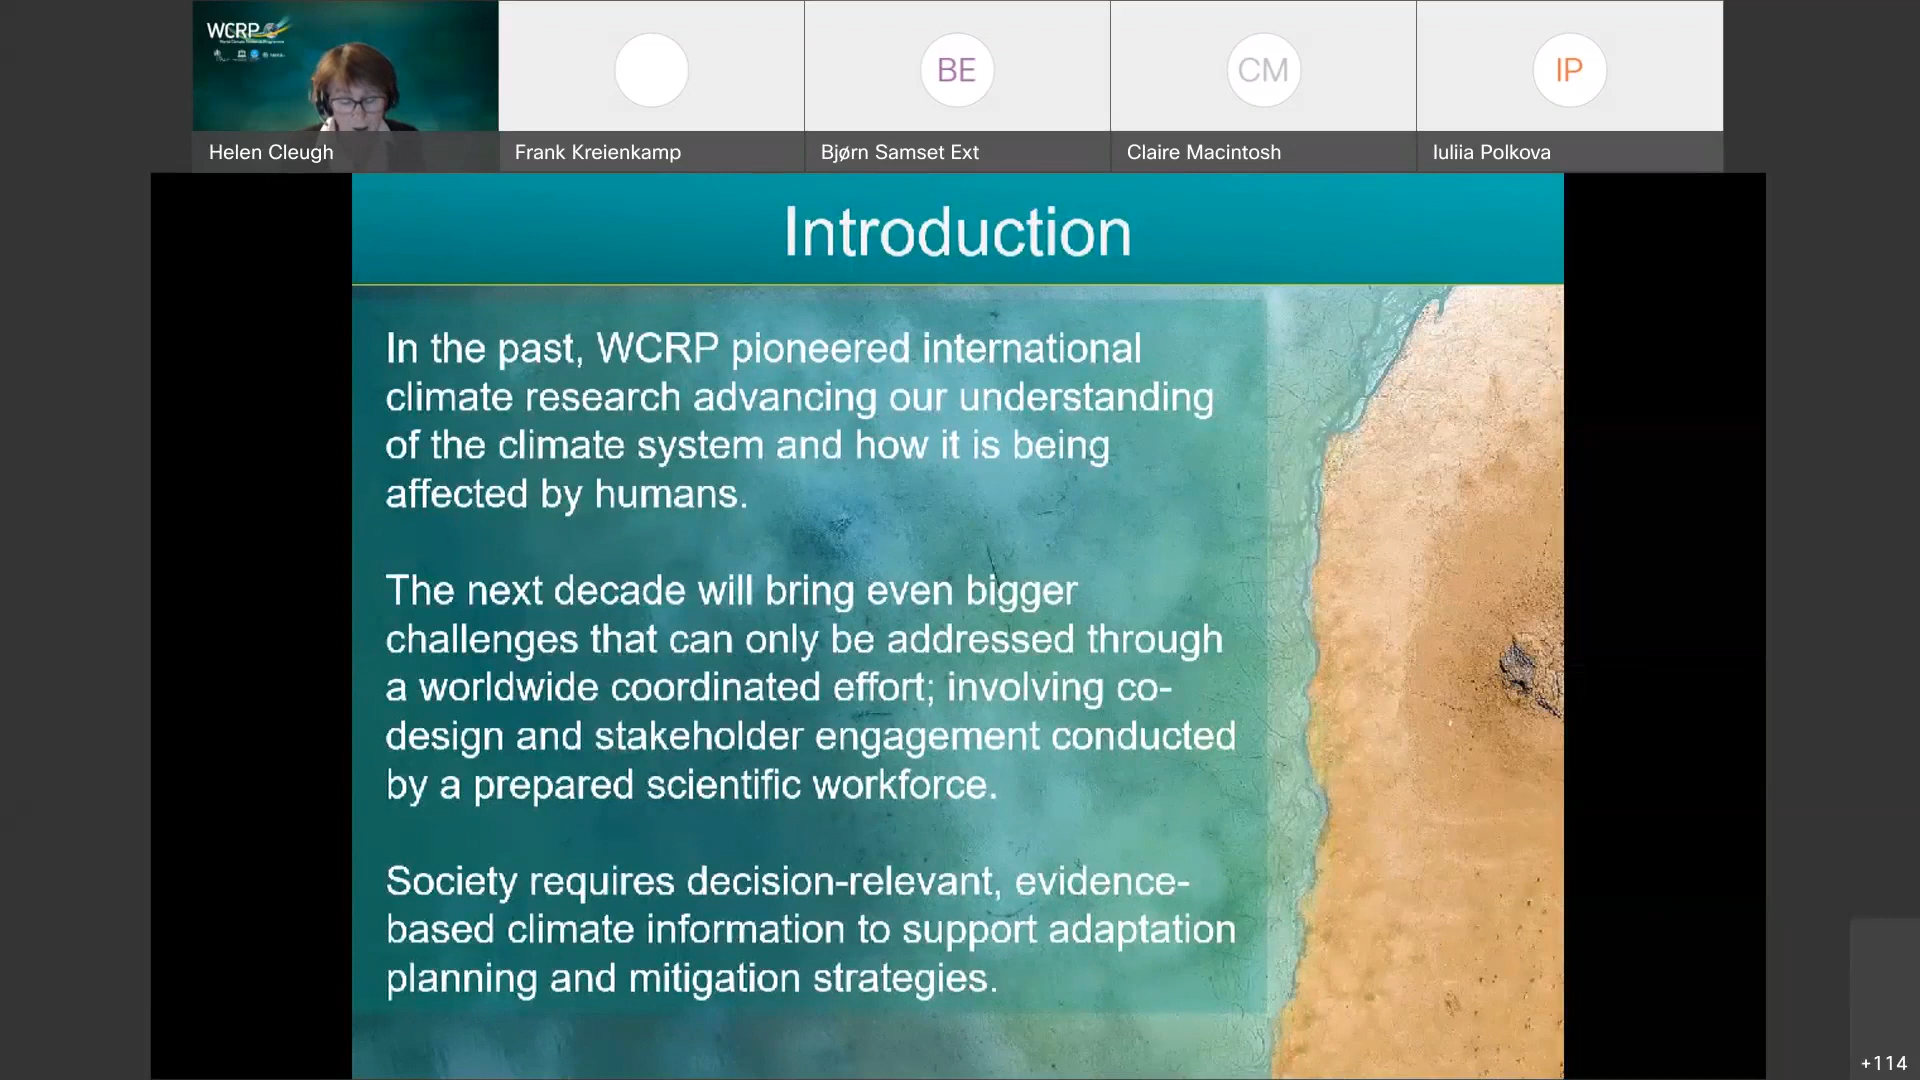 WCRP
Helen Cleugh
Frank Kreienkamp
BE
Bjørn Samset Ext
CM
Claire Macintosh
IP
Iuliia Polkova
Introduction
In the past, WCRP pioneered international
climate research advancing our understanding
of the climate system and how it is being
affected by humans.
The next decade will bring even bigger
challenges that can only be addressed through
a worldwide coordinated effort; involving co-
design and stakeholder engagement conducted
by a prepared scientific workforce.
Society requires decision-relevant, evidence-
based climate information to support adaptation
planning and mitigation strategies.
+114